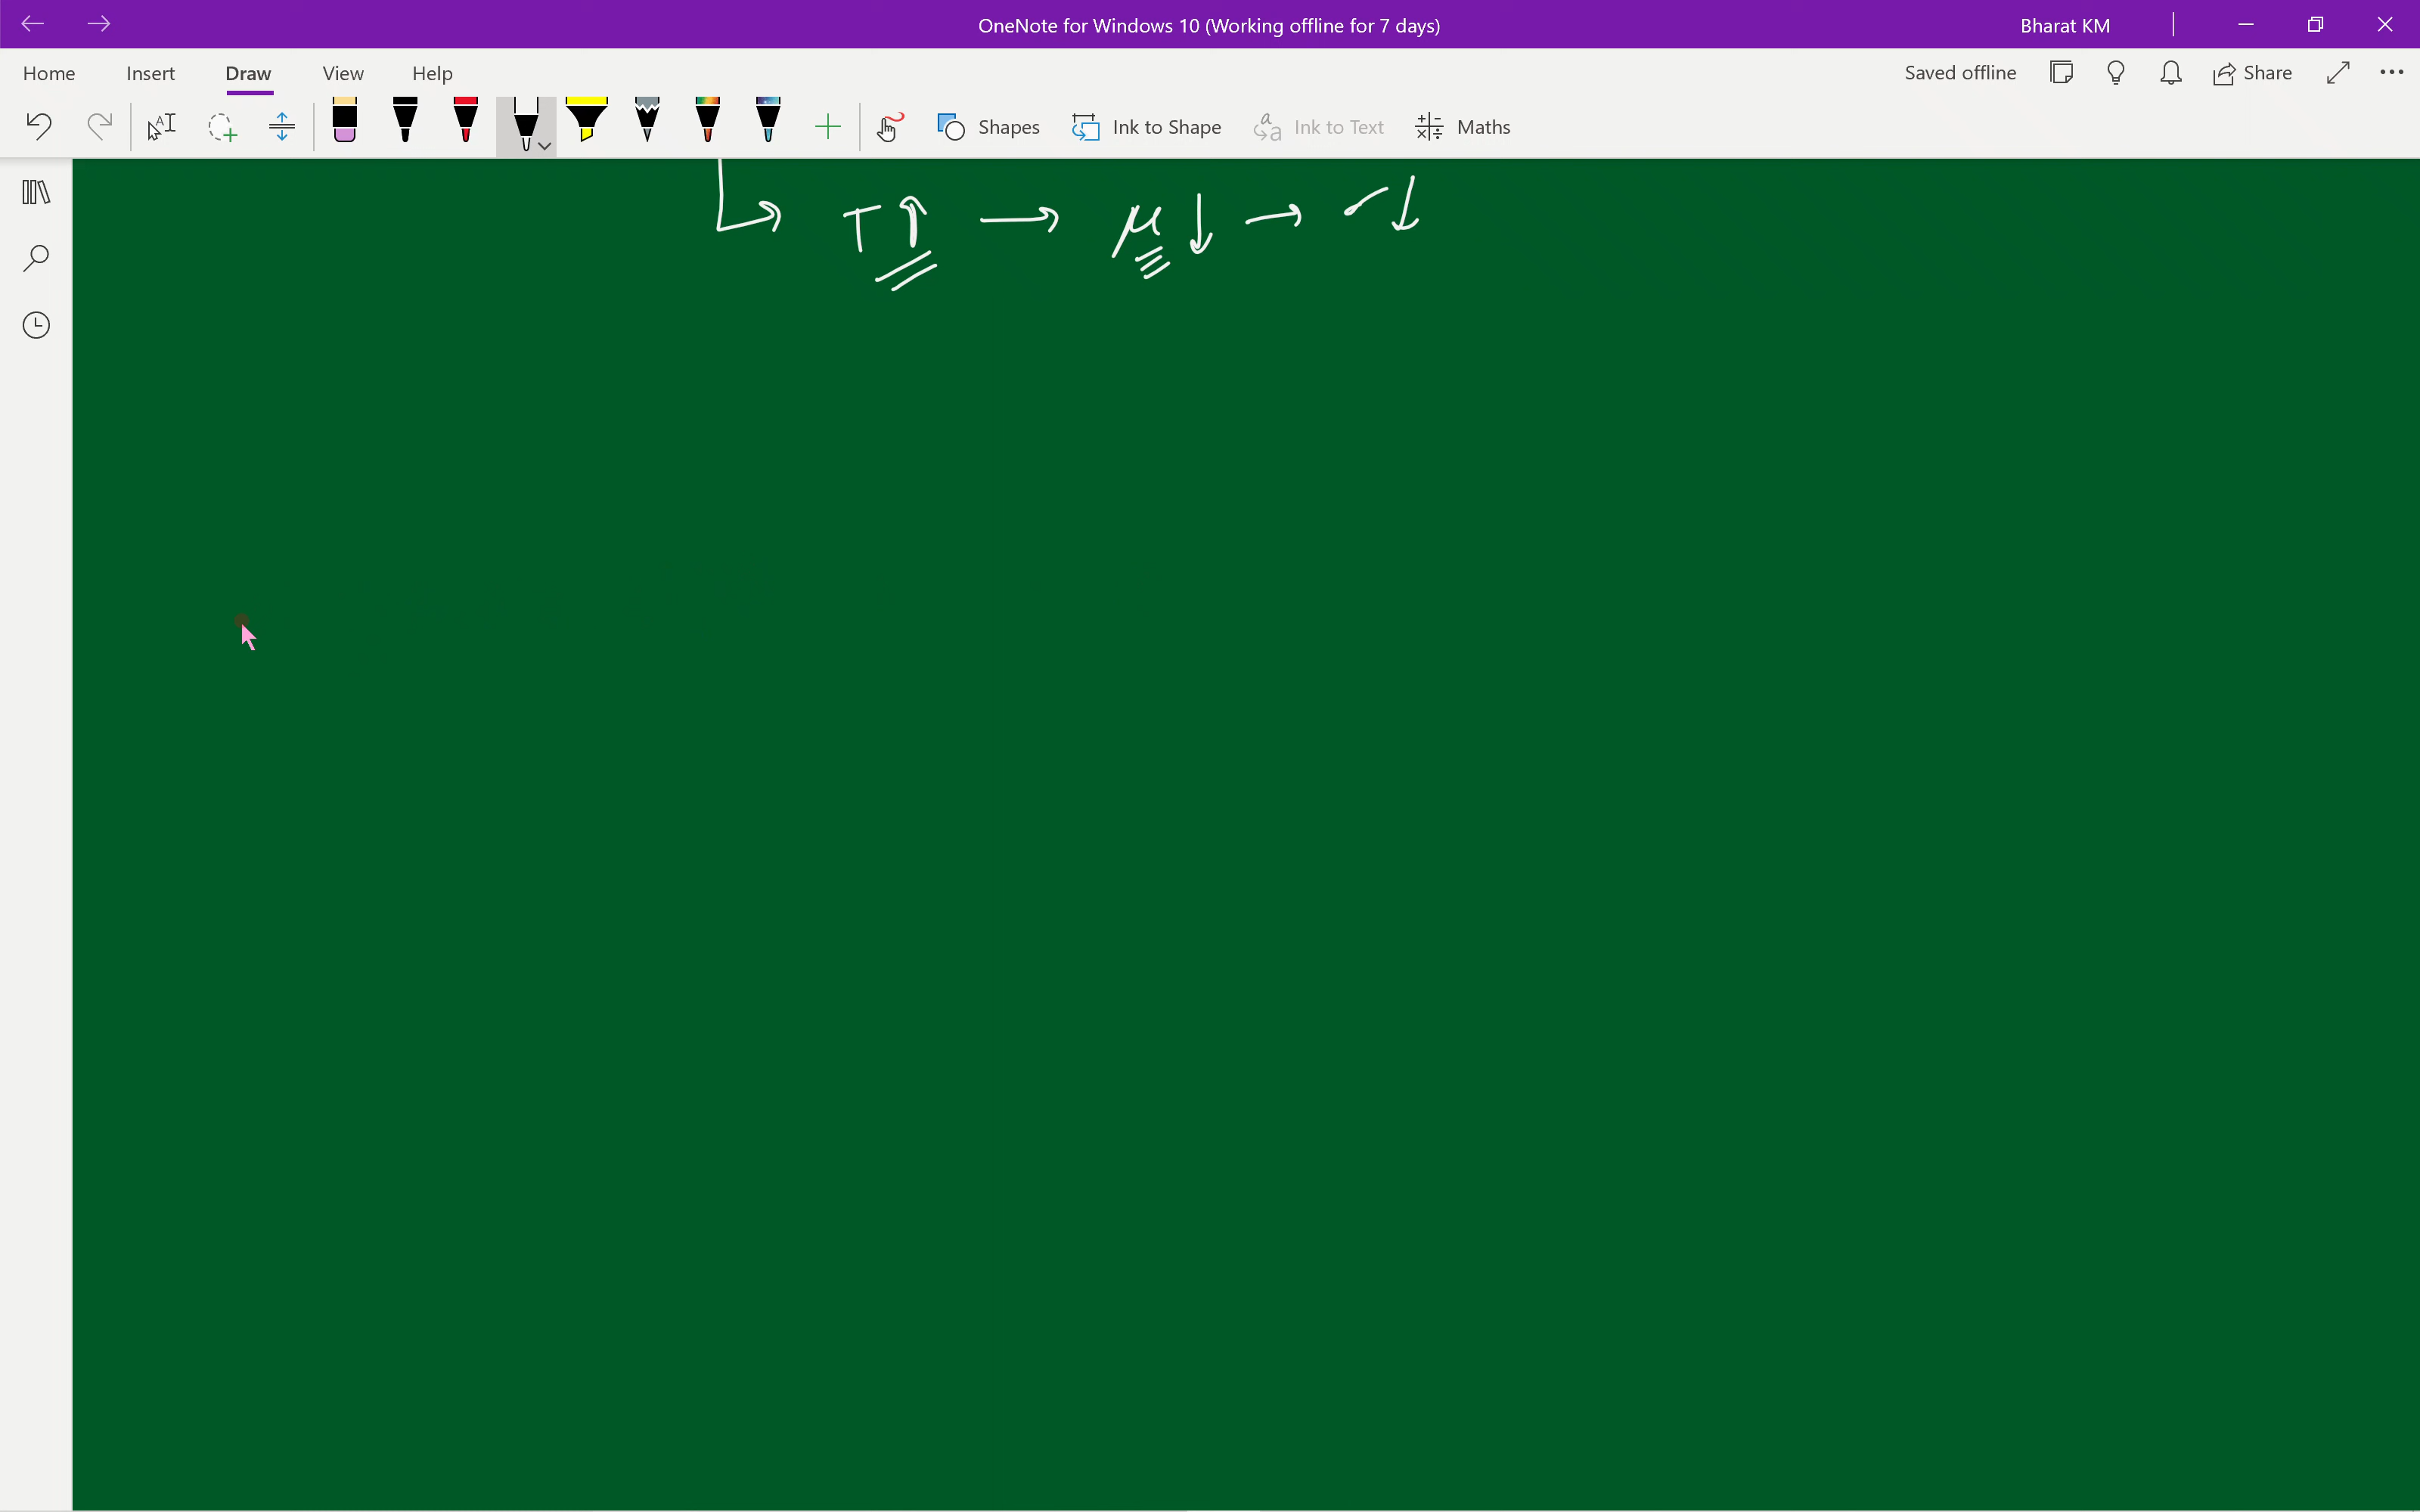 OneNote for Windows 10 (Working offline for 7 days)
Bharat KM
Home Insert Draw View Help
Saved offline
Share
Shapes Ink to Shape Ink to Text Maths
↳ T↑ → μ↓ → r↓